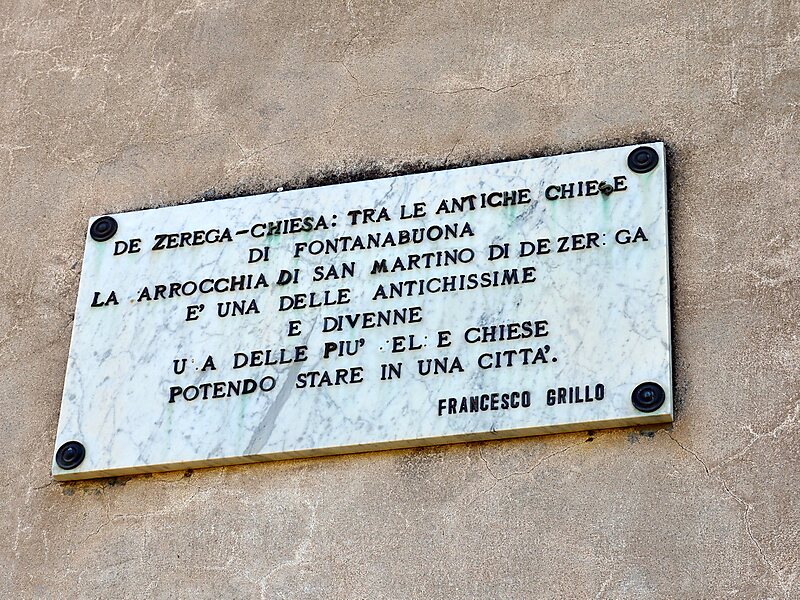 DE ZEREGA-CHIESA: TRA LE ANTICHE CHIESE
DI FONTANABUONA
LA ARROCCHIA DI SAN MARTINO DI DE ZER GA
E' UNA DELLE ANTICHISSIME
E DIVENNE
U A DELLE PIU' EL E CHIESE
POTENDO STARE IN UNA CITTA'.
FRANCESCO GRILLO